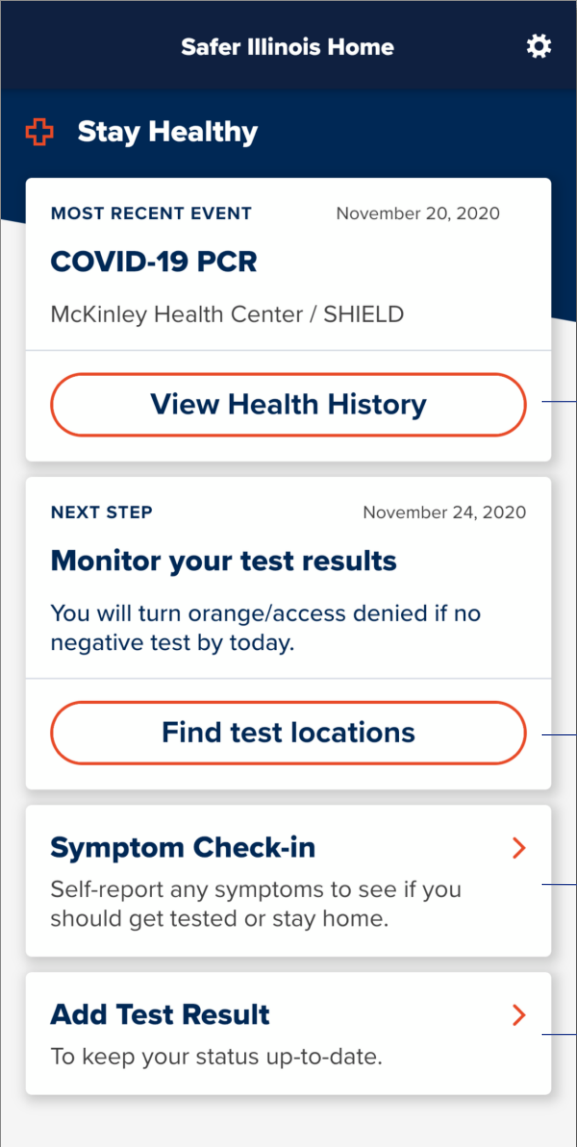 Safer Illinois Home
Stay Healthy
MOST RECENT EVENT November 20, 2020
COVID-19 PCR
McKinley Health Center / SHIELD
View Health History
NEXT STEP November 24, 2020
Monitor your test results
You will turn orange/access denied if no
negative test by today.
Find test locations
Symptom Check-in
Self-report any symptoms to see if you
should get tested or stay home.
Add Test Result
To keep your status up-to-date.